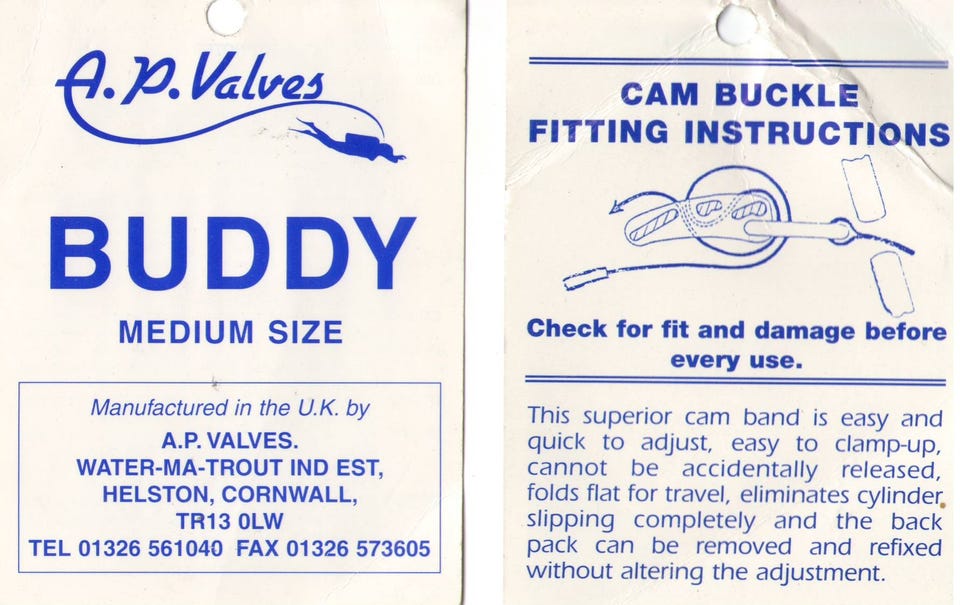 A.P. Valves
BUDDY
MEDIUM SIZE
Manufactured in the U.K. by
A.P. VALVES.
WATER-MA-TROUT IND EST,
HELSTON, CORNWALL,
TR13 0LW
TEL 01326 561040 FAX 01326 573605
CAM BUCKLE
FITTING INSTRUCTIONS
Check for fit and damage before
every use.
This superior cam band is easy and
quick to adjust, easy to clamp-up,
cannot be accidentally released,
folds flat for travel, eliminates cylinder
slipping completely and the back
pack can be removed and refixed
without altering the adjustment.